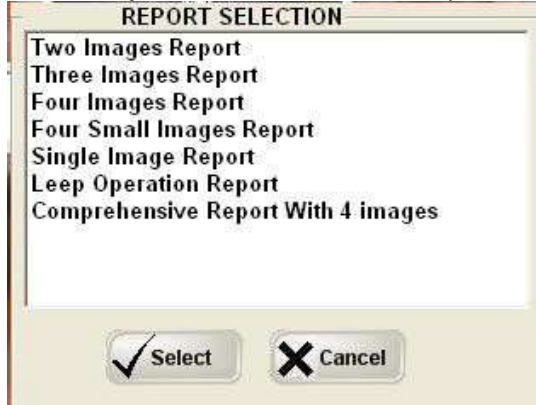 REPORT SELECTION
Two Images Report
Three Images Report
Four Images Report
Four Small Images Report
Single Image Report
Leep Operation Report
Comprehensive Report With 4 images
Select
Cancel